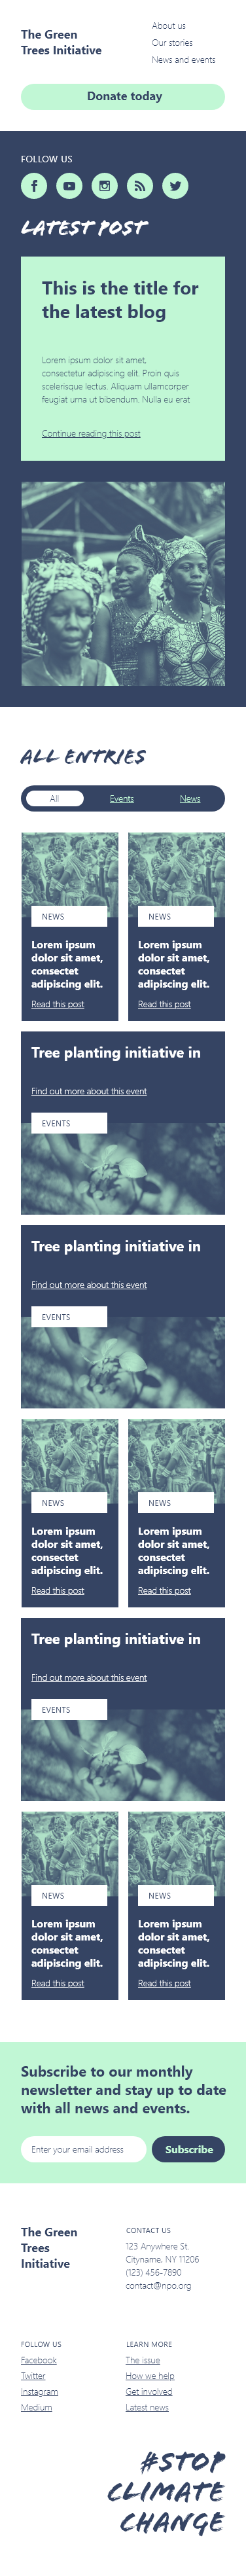 The Green
Trees Initiative
About us
Our stories
News and events
Donate today
FOLLOW US
LATEST POST
This is the title for
the latest blog
Lorem ipsum dolor sit amet,
consectetur adipiscing elit. Proin quis
scelerisque lectus. Aliquam ullamcorper
feugiat urna ut bibendum. Nulla eu erat
Continue reading this post
ALL ENTRIES
All
Events
News
NEWS
Lorem ipsum
dolor sit amet,
consectet
adipiscing elit.
Read this post
NEWS
Lorem ipsum
dolor sit amet,
consectet
adipiscing elit.
Read this post
Tree planting initiative in
Find out more about this event
EVENTS
Tree planting initiative in
Find out more about this event
EVENTS
NEWS
Lorem ipsum
dolor sit amet,
consectet
adipiscing elit.
Read this post
NEWS
Lorem ipsum
dolor sit amet,
consectet
adipiscing elit.
Read this post
Tree planting initiative in
Find out more about this event
EVENTS
NEWS
Lorem ipsum
dolor sit amet,
consectet
adipiscing elit.
Read this post
NEWS
Lorem ipsum
dolor sit amet,
consectet
adipiscing elit.
Read this post
Subscribe to our monthly
newsletter and stay up to date
with all news and events.
Enter your email address
Subscribe
The Green
Trees
Initiative
CONTACT US
123 Anywhere St.
Cityname, NY 11206
(123) 456-7890
contact@npo.org
FOLLOW US
Facebook
Twitter
Instagram
Medium
LEARN MORE
The issue
How we help
Get involved
Latest news
#STOP
CLIMATE
CHANGE